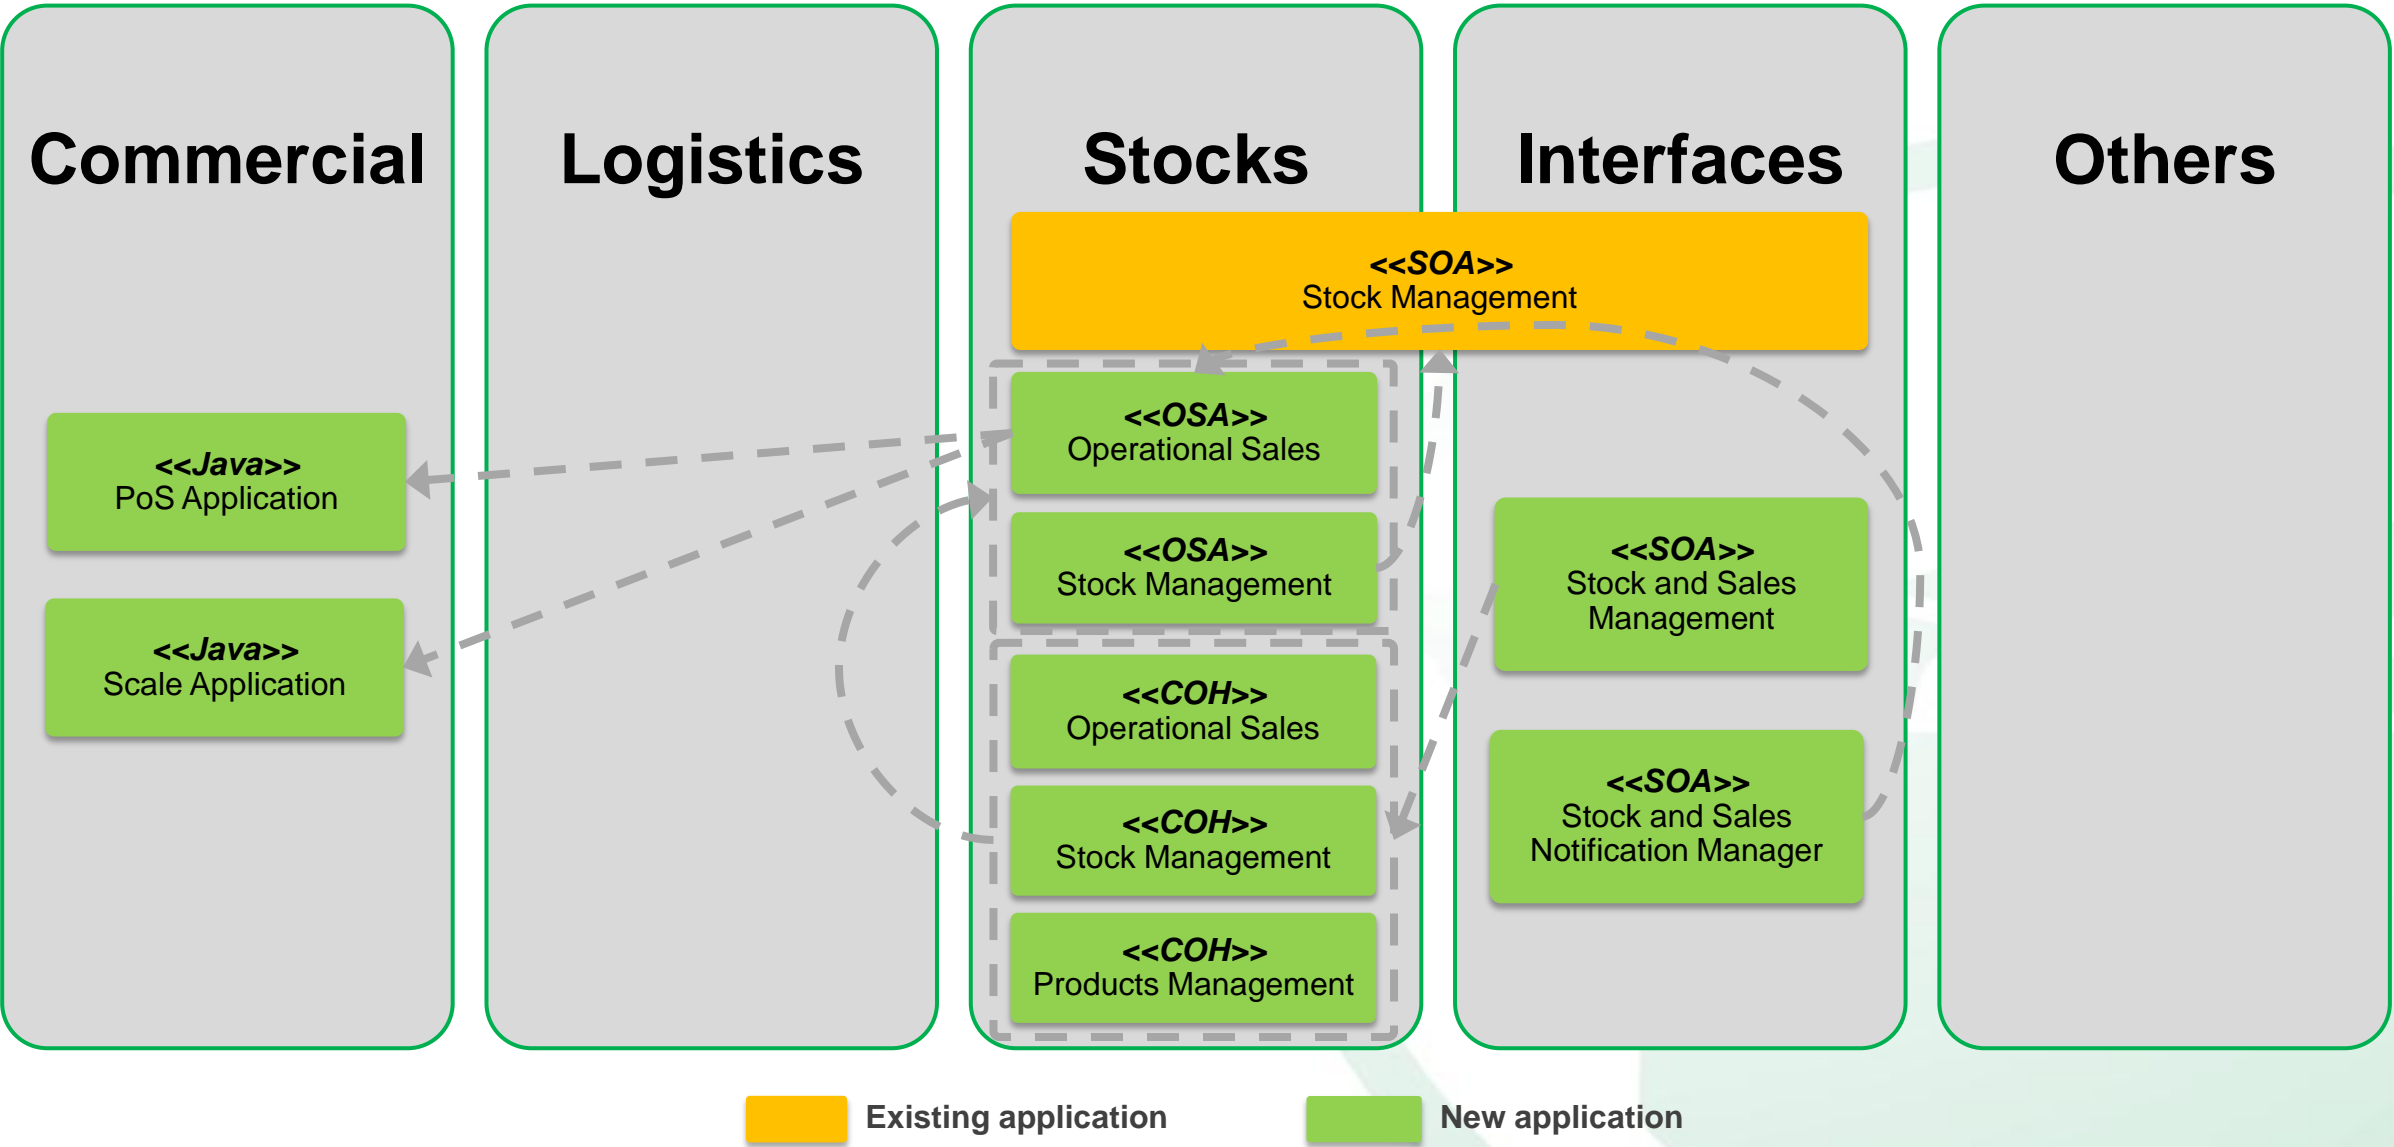 Commercial
Logistics
Stocks
Interfaces
Others
<<SOA>>
Stock Management
<<Java>>
PoS Application
<<Java>>
Scale Application
<<OSA>>
Operational Sales
<<OSA>>
Stock Management
<<COH>>
Operational Sales
<<COH>>
Stock Management
<<COH>>
Products Management
<<SOA>>
Stock and Sales
Management
<<SOA>>
Stock and Sales
Notification Manager
Existing application
New application